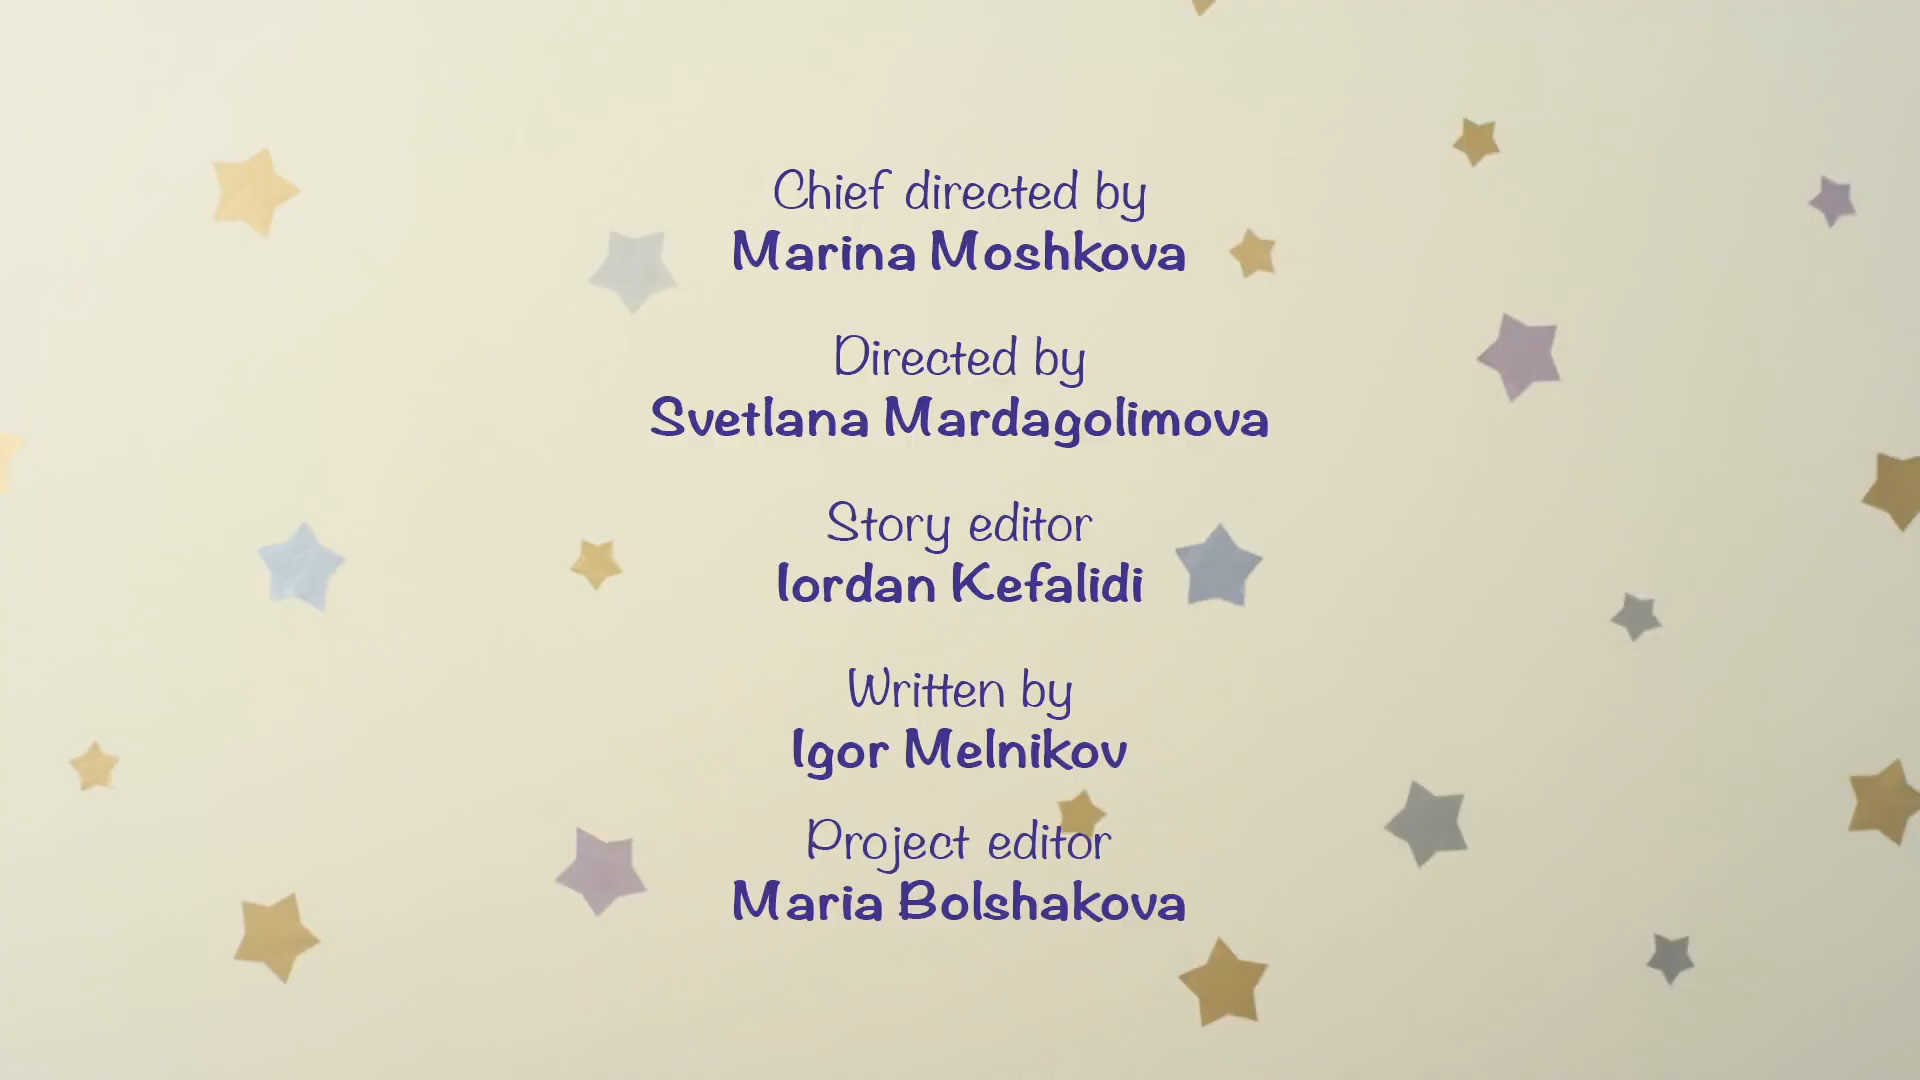 Chief directed by
Marina Moshkova
Directed by
Svetlana Mardagolimova
Story editor
Iordan Kefalidi
Written by
Igor Melnikov
Project editor
Maria Bolshakova